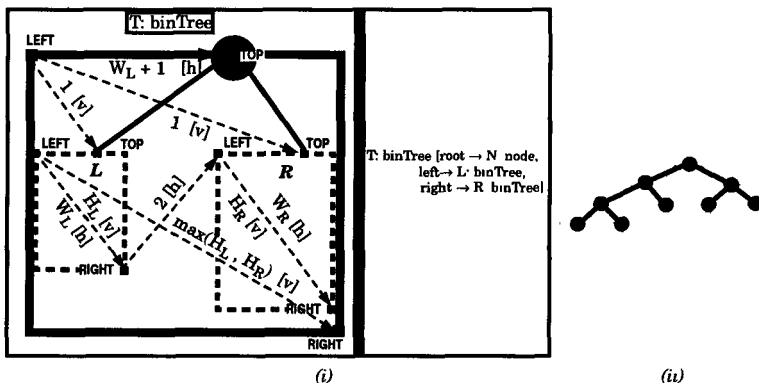 T: binTree
LEFT
TOP
W_L + 1 [h]
1 [v]
1 [v]
LEFT
TOP
LEFT
TOP
L
R
H_L [v]
W_L [h]
2 [h]
H_R [v]
W_R [h]
max(H_L , H_R) [v]
RIGHT
RIGHT
RIGHT
T: binTree [root → N node,
left→ L· binTree,
right → R binTree]
(i)
(ii)